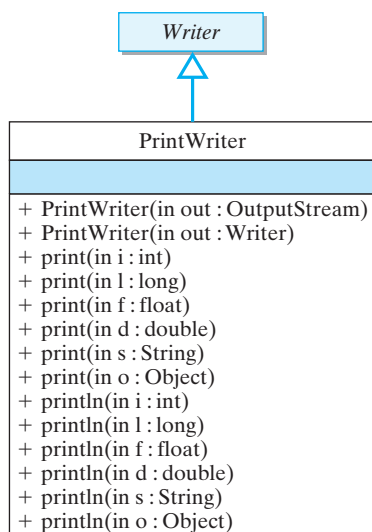 Writer
PrintWriter
+ PrintWriter(in out : OutputStream)
+ PrintWriter(in out : Writer)
+ print(in i : int)
+ print(in l : long)
+ print(in f : float)
+ print(in d : double)
+ print(in s : String)
+ print(in o : Object)
+ println(in i : int)
+ println(in l : long)
+ println(in f : float)
+ println(in d : double)
+ println(in s : String)
+ println(in o : Object)